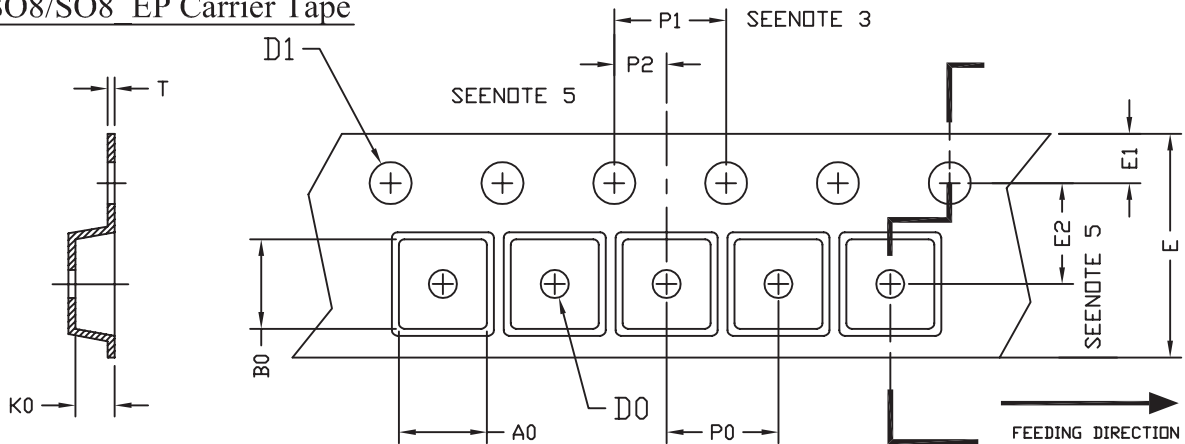 SO8/SO8_EP Carrier Tape
P1
SEENOTE 3
D1
P2
T
SEENOTE 5
E1
E2
E
SEENOTE 5
B0
K0
A0
D0
P0
FEEDING DIRECTION